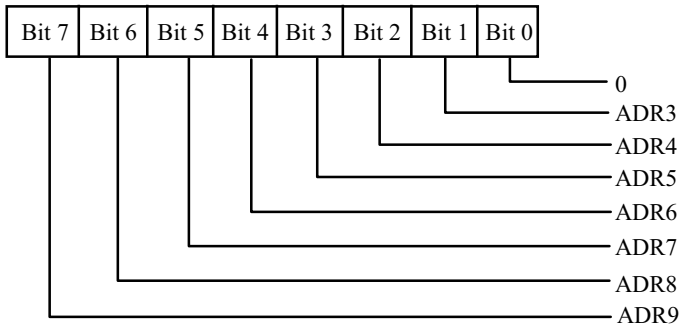 Bit 7 Bit 6 Bit 5 Bit 4 Bit 3 Bit 2 Bit 1 Bit 0
0
ADR3
ADR4
ADR5
ADR6
ADR7
ADR8
ADR9